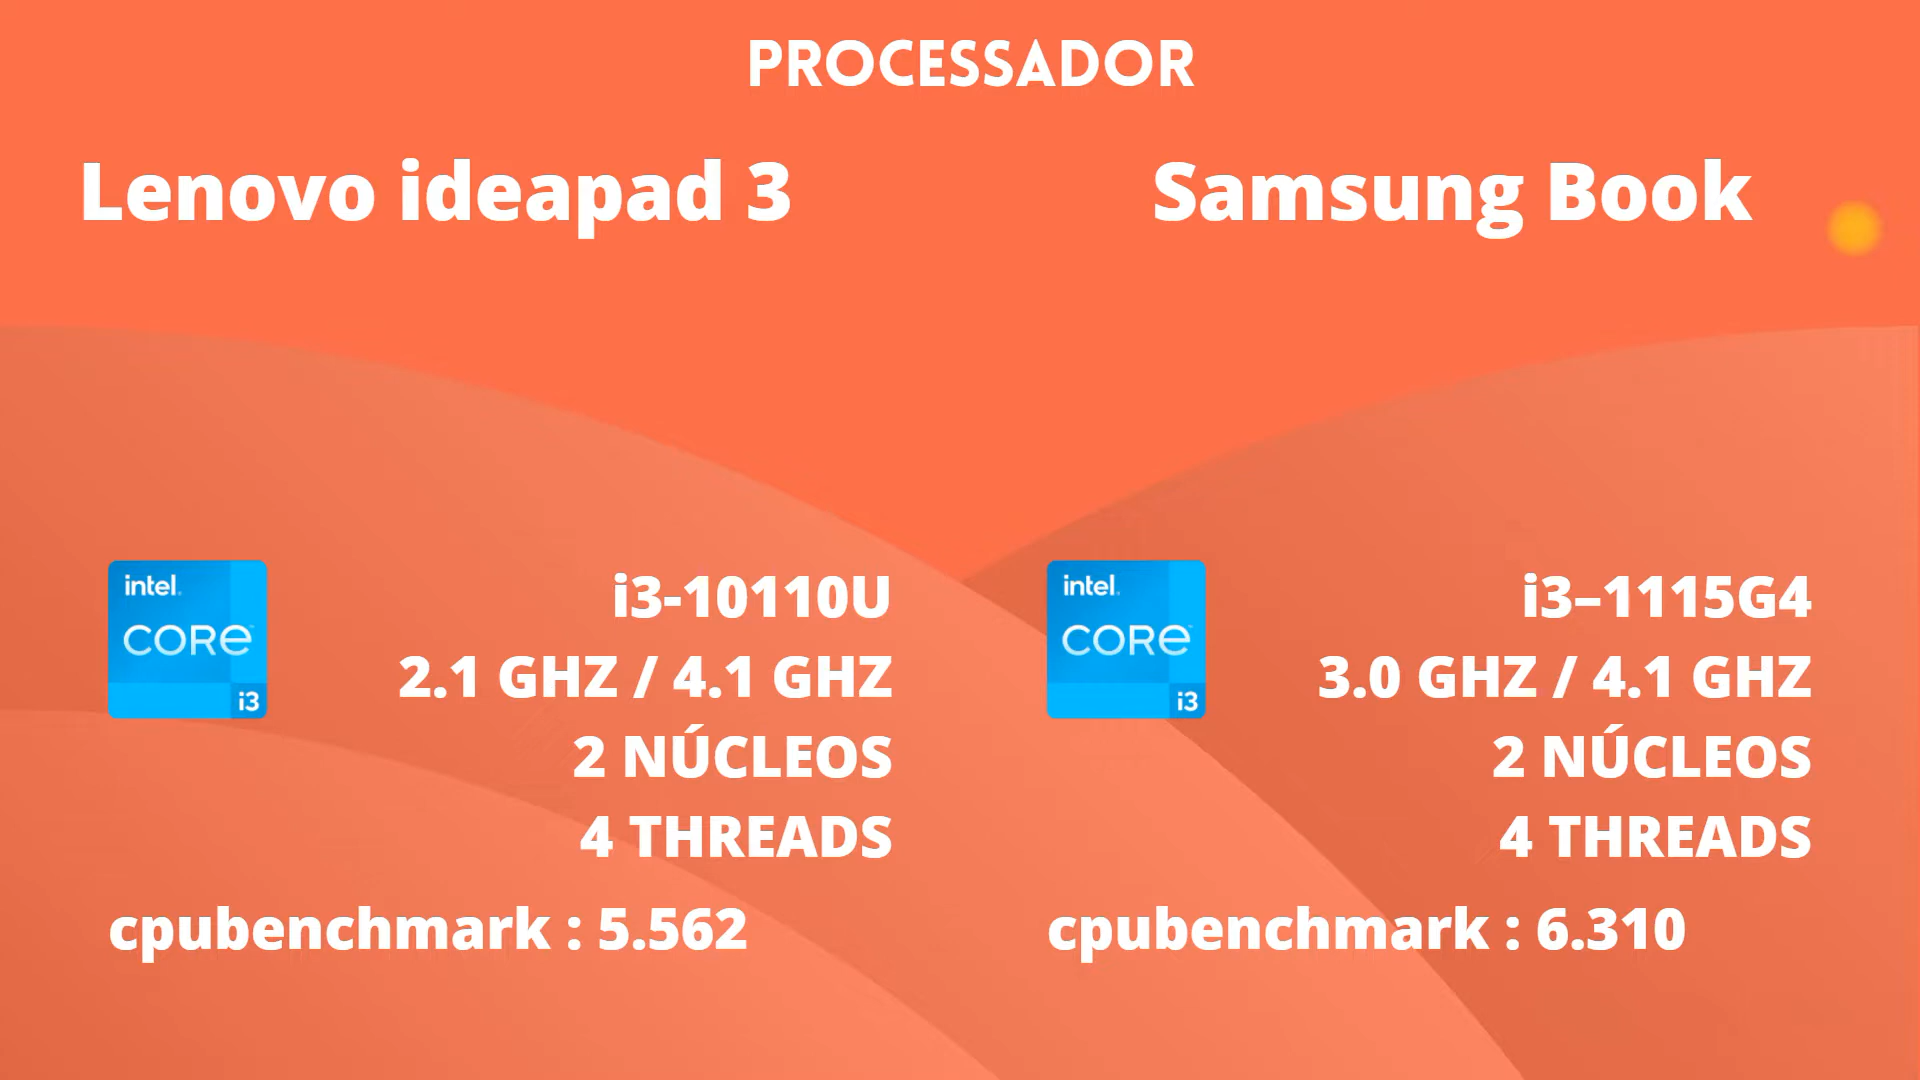 PROCESSADOR
Lenovo ideapad 3
intel.
CORE™
i3
i3-10110U
2.1 GHZ / 4.1 GHZ
2 NÚCLEOS
4 THREADS
cpubenchmark : 5.562
Samsung Book
intel.
CORE™
i3
i3–1115G4
3.0 GHZ / 4.1 GHZ
2 NÚCLEOS
4 THREADS
cpubenchmark : 6.310